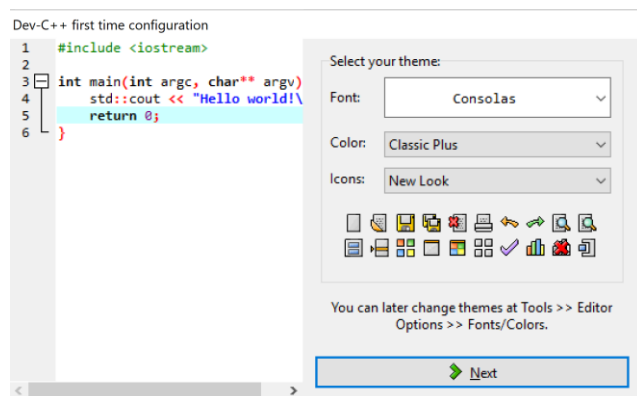 Dev-C++ first time configuration
1 #include <iostream>
2
3 int main(int argc, char** argv)
4 std::cout << "Hello world!\
5 return 0;
6 }
Select your theme:
Font: Consolas
Color: Classic Plus
Icons: New Look
You can later change themes at Tools >> Editor
Options >> Fonts/Colors.
Next